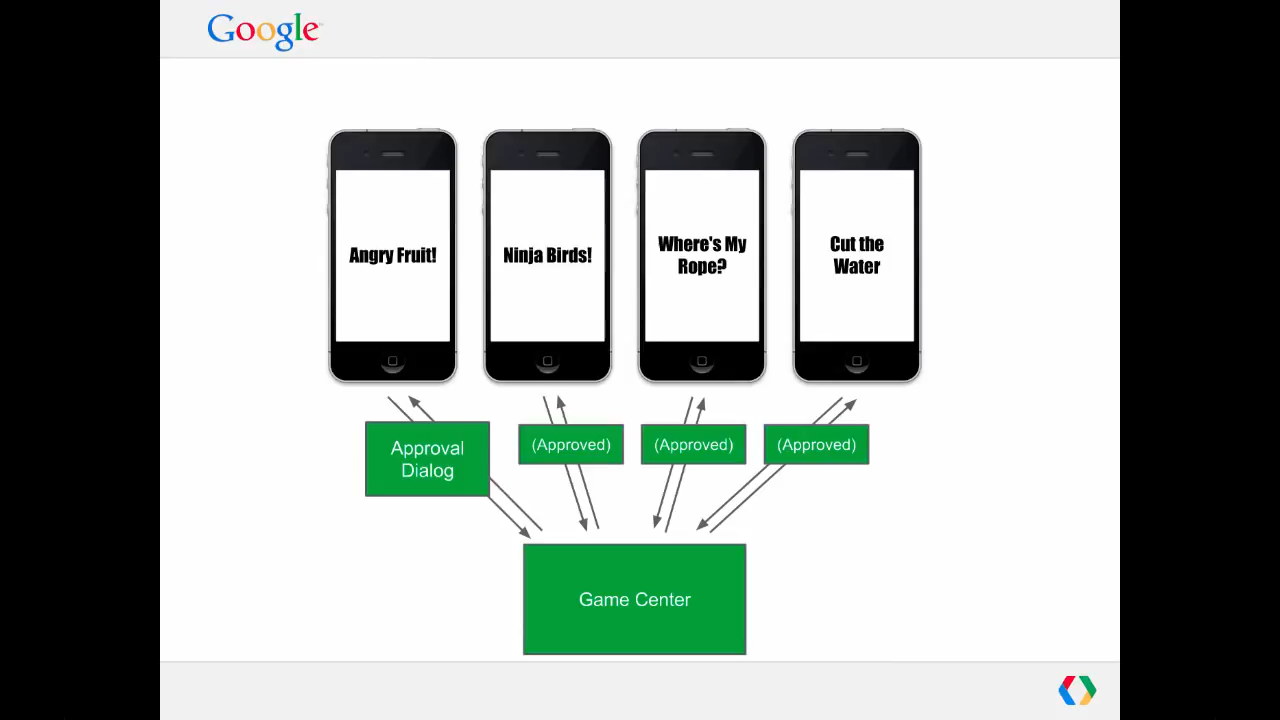 Google
Angry Fruit!
Ninja Birds!
Where's My
Rope?
Cut the
Water
Approval
Dialog
(Approved)
(Approved)
(Approved)
Game Center